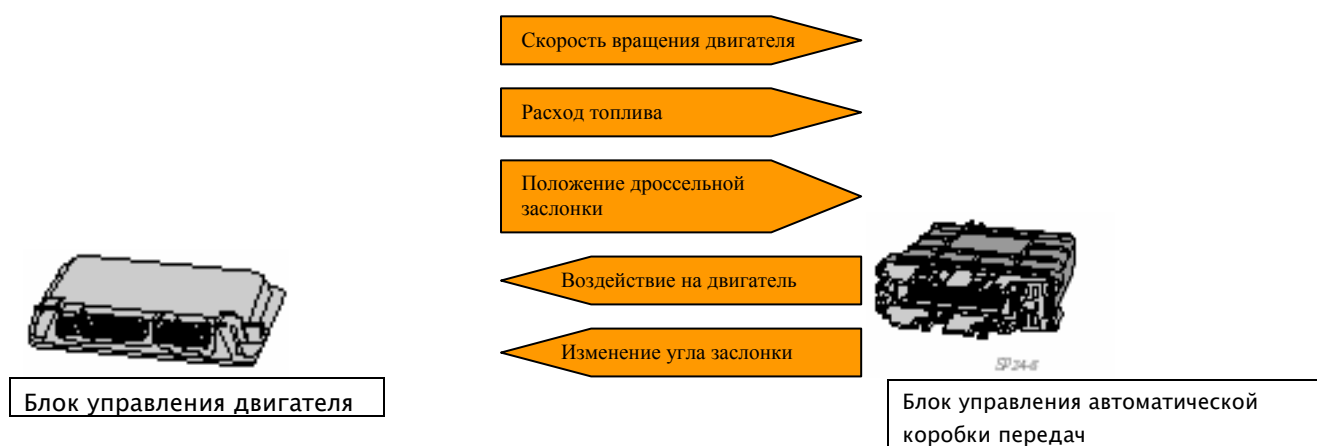 Скорость вращения двигателя
Расход топлива
Положение дроссельной
заслонки
Воздействие на двигатель
Изменение угла заслонки
SP24-6
Блок управления двигателя
Блок управления автоматической
коробки передач